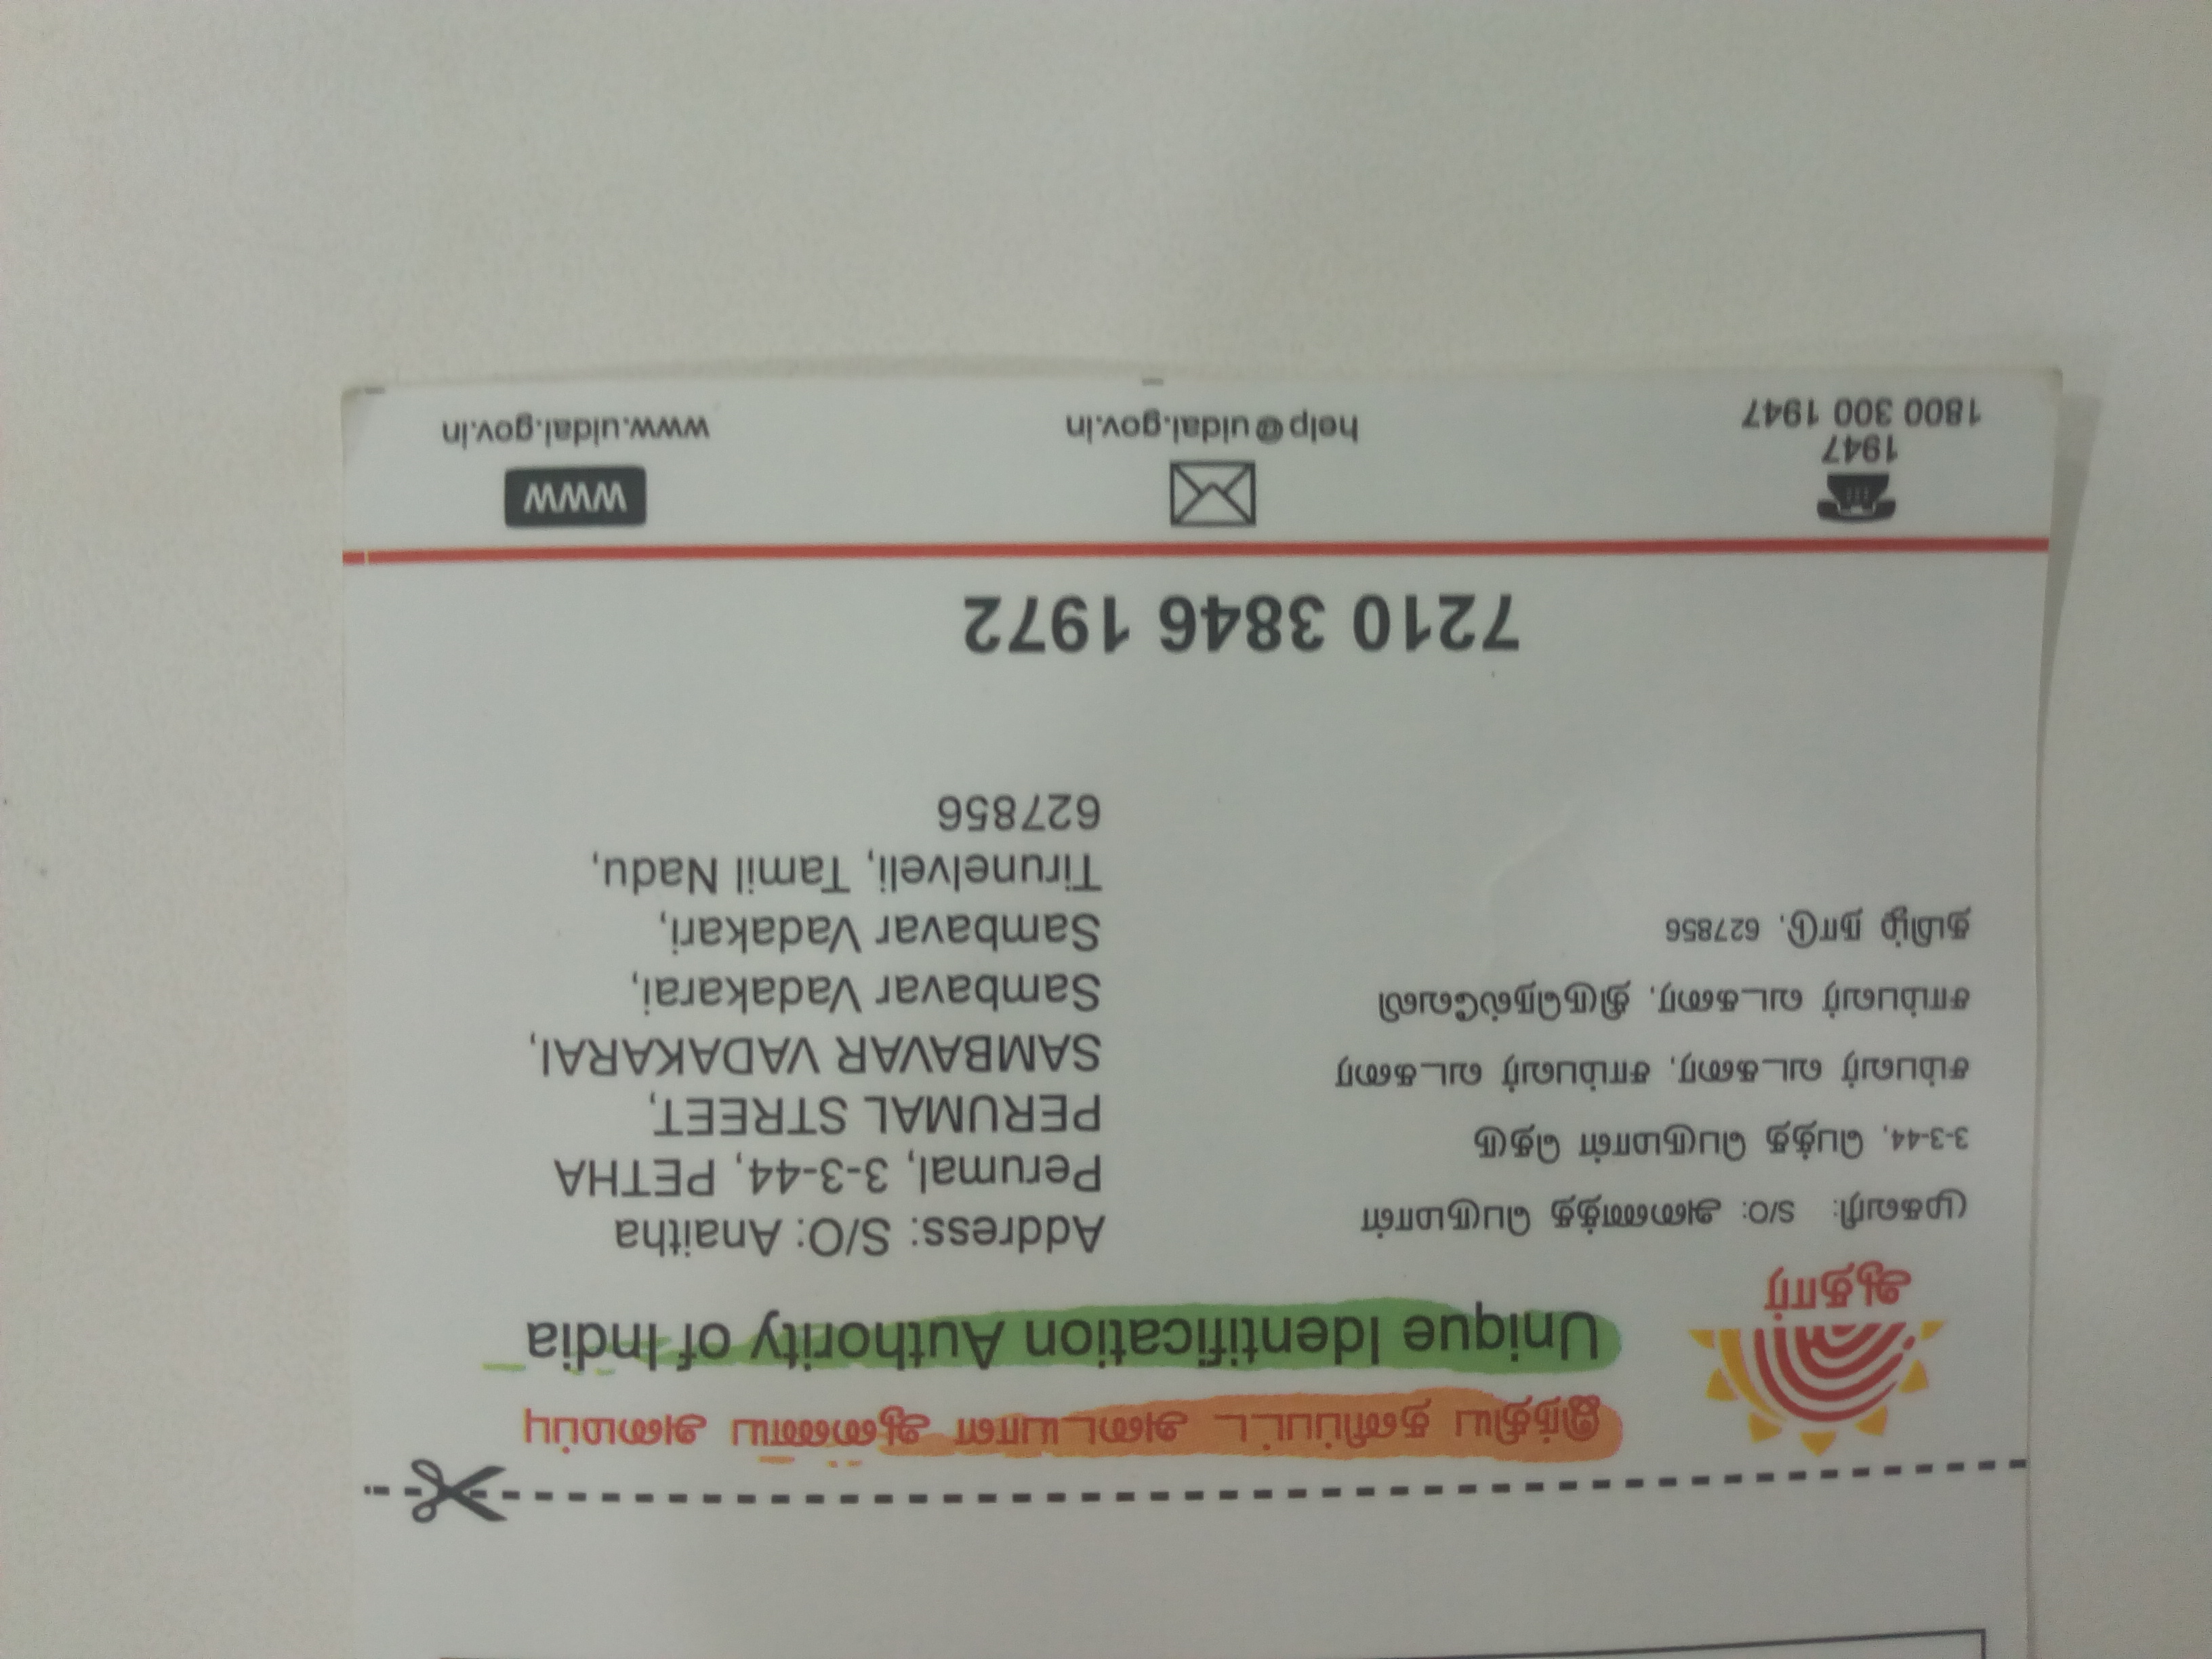 இந்திய தனிப்பட்ட அடையாள ஆணைய அமைப்பு
Unique Identification Authority of India
ஆதார்
முகவரி: S/O: அணைத்த பெருமாள்
3-3-44, பெத்த பெருமாள் தெரு
சம்பவர் வடகரை, சாம்பவர் வடகரை
சாம்பவர் வடகரை, திருநெல்வேலி
தமிழ் நாடு, 627856
Address: S/O: Anaitha
Perumal, 3-3-44, PETHA
PERUMAL STREET,
SAMBAVAR VADAKARAI,
Sambavar Vadakarai,
Sambavar Vadakari,
Tirunelveli, Tamil Nadu,
627856
7210 3846 1972
1947
1800 300 1947
help@uidai.gov.in
WWW
www.uidai.gov.in